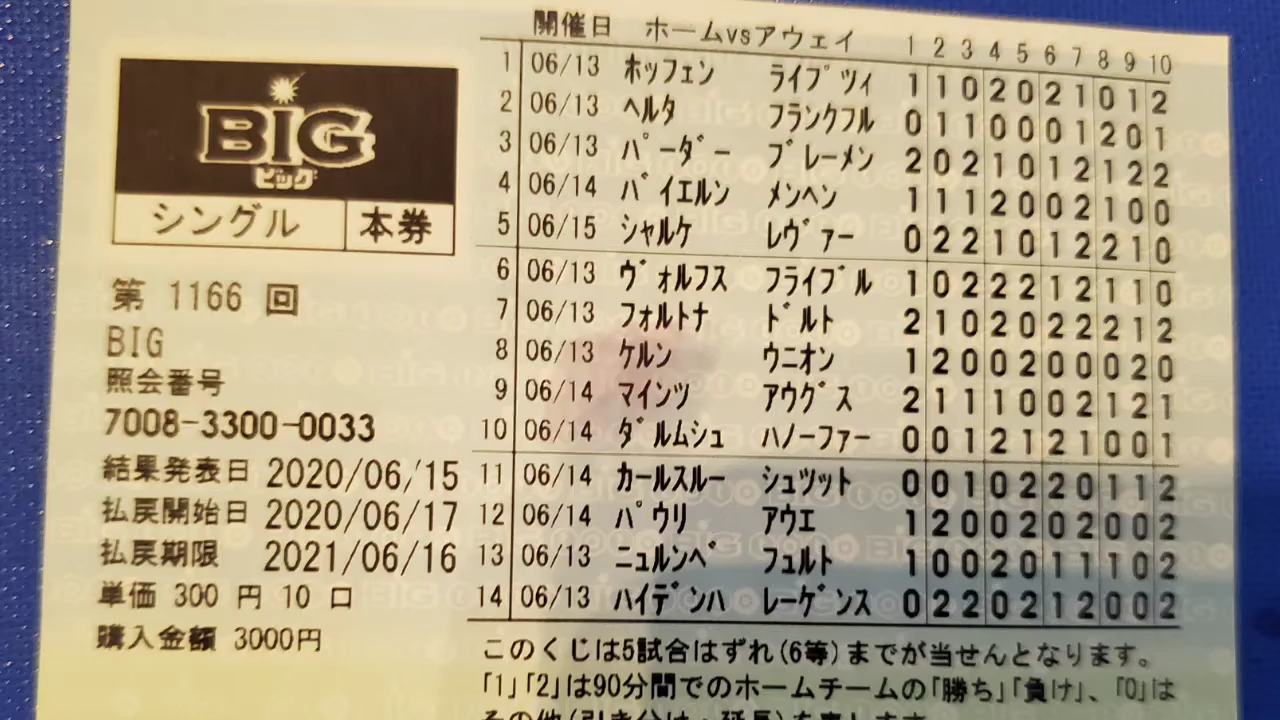 BIG
ビッグ
シングル 本券
第 1166 回
BIG
照会番号
7008-3300-0033
結果発表日 2020/06/15
払戻開始日 2020/06/17
払戻期限 2021/06/16
単価 300 円 10 口
購入金額 3000円
開催日 ホームvsアウェイ 1 2 3 4 5 6 7 8 9 10
1 06/13 ホッフェン ライプツィ 1 1 0 2 0 2 1 0 1 2
2 06/13 ヘルタ フランクフル 0 1 1 0 0 0 1 2 0 1
3 06/13 パーダー ブレーメン 2 0 2 1 0 1 2 1 2 2
4 06/14 バイエルン メンヘン 1 1 1 2 0 0 2 1 0 0
5 06/15 シャルケ レヴァー 0 2 2 1 0 1 2 2 1 0
6 06/13 ヴォルフス フライブル 1 0 2 2 2 1 2 1 1 0
7 06/13 フォルトナ ドルト 2 1 0 2 0 2 2 2 1 2
8 06/13 ケルン ウニオン 1 2 0 0 2 0 0 0 2 0
9 06/14 マインツ アウグス 2 1 1 1 0 0 2 1 2 1
10 06/14 ダルムシュ ハノーファー 0 0 1 2 1 2 1 0 0 1
11 06/14 カールスルー シュツット 0 0 1 0 2 2 0 1 1 2
12 06/14 パウリ アウエ 1 2 0 0 2 0 2 0 0 2
13 06/13 ニュルンベ フュルト 1 0 0 2 0 1 1 1 0 2
14 06/13 ハイデンハ レーゲンス 0 2 2 0 2 1 2 0 0 2
このくじは5試合はずれ(6等)までが当せんとなります。
「1」「2」は90分間でのホームチームの「勝ち」「負け」、「0」は
その他(引き分け・延長)を表します。